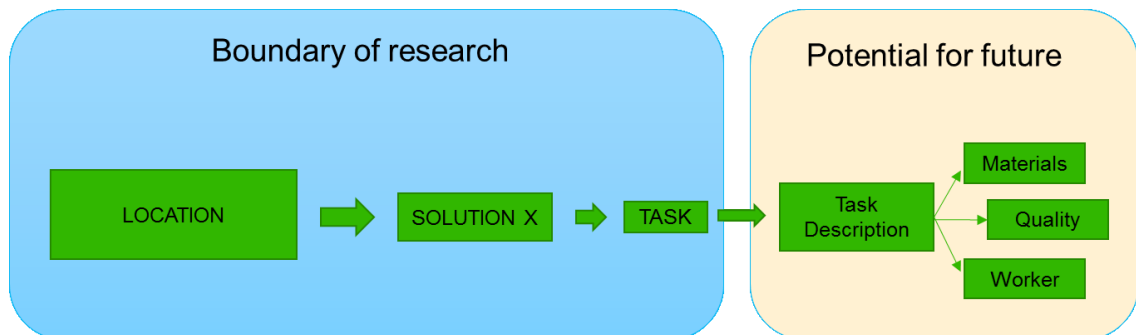 Boundary of research
Potential for future
LOCATION
SOLUTION X
TASK
Task
Description
Materials
Quality
Worker